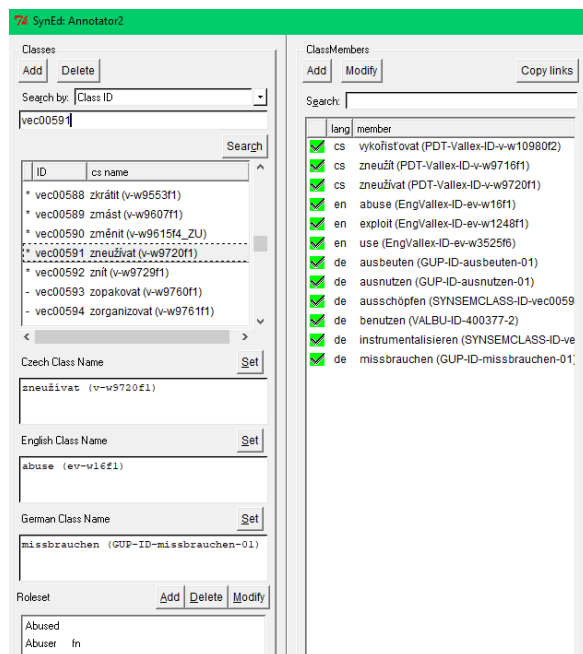 SynEd: Annotator2
Classes
Add Delete
Search by: Class ID
vec00591
Search
ID cs name
* vec00588 zkrátit (v-w9553f1)
* vec00589 zmást (v-w9607f1)
* vec00590 změnit (v-w9615f4_ZU)
* vec00591 zneužívat (v-w9720f1)
* vec00592 znít (v-w9729f1)
- vec00593 zopakovat (v-w9760f1)
- vec00594 zorganizovat (v-w9761f1)
Czech Class Name Set
zneužívat (v-w9720f1)
English Class Name Set
abuse (ev-w16f1)
German Class Name Set
missbrauchen (GUP-ID-missbrauchen-01)
Roleset Add Delete Modify
Abused
Abuser fn
ClassMembers
Add Modify Copy links
Search:
lang member
cs vykořisťovat (PDT-Vallex-ID-v-w10980f2)
cs zneužít (PDT-Vallex-ID-v-w9716f1)
cs zneužívat (PDT-Vallex-ID-v-w9720f1)
en abuse (EngVallex-ID-ev-w16f1)
en exploit (EngVallex-ID-ev-w1248f1)
en use (EngVallex-ID-ev-w3525f6)
de ausbeuten (GUP-ID-ausbeuten-01)
de ausnutzen (GUP-ID-ausnutzen-01)
de ausschöpfen (SYNSEMCLASS-ID-vec0059
de benutzen (VALBU-ID-400377-2)
de instrumentalisieren (SYNSEMCLASS-ID-ve
de missbrauchen (GUP-ID-missbrauchen-01)